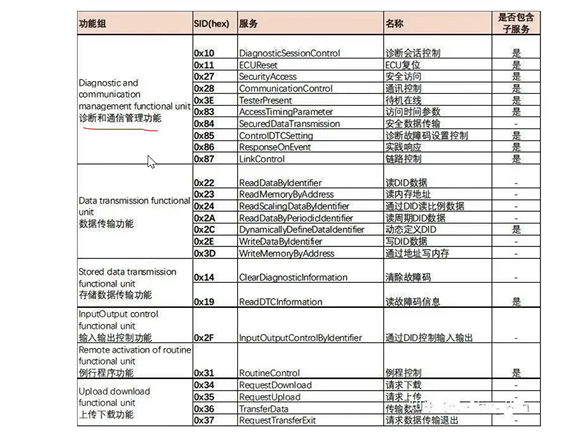 功能组 SID(hex) 服务 名称 是否包含
子服务
Diagnostic and
communication
management functional unit
诊断和通信管理功能
0x10 DiagnosticSessionControl 诊断会话控制 是
0x11 ECUReset ECU复位 是
0x27 SecurityAccess 安全访问 是
0x28 CommunicationControl 通讯控制 是
0x3E TesterPresent 待机在线 是
0x83 AccessTimingParameter 访问时间参数 是
0x84 SecuredDataTransmission 安全数据传输 -
0x85 ControlDTCSetting 诊断故障码设置控制 是
0x86 ResponseOnEvent 实践响应 是
0x87 LinkControl 链路控制 是
Data transmission functional
unit
数据传输功能
0x22 ReadDataByIdentifier 读DID数据 -
0x23 ReadMemoryByAddress 读内存地址 -
0x24 ReadScalingDataByIdentifier 通过DID读比例数据 -
0x2A ReadDataByPeriodicIdentifier 读周期DID数据 -
0x2C DynamicallyDefineDataIdentifier 动态定义DID 是
0x2E WriteDataByIdentifier 写DID数据 -
0x3D WriteMemoryByAddress 通过地址写内存 -
Stored data transmission
functional unit
存储数据传输功能
0x14 ClearDiagnosticInformation 清除故障码 -
0x19 ReadDTCInformation 读故障码信息 是
InputOutput control
functional unit
输入输出控制功能
0x2F InputOutputControlByIdentifier 通过DID控制输入输出 -
Remote activation of routine
functional unit
例行程序功能
0x31 RoutineControl 例程控制 是
Upload download
functional unit
上传下载功能
0x34 RequestDownload 请求下载 -
0x35 RequestUpload 请求上传 -
0x36 TransferData 传输数据
0x37 RequestTransferExit 请求数据传输退出 -